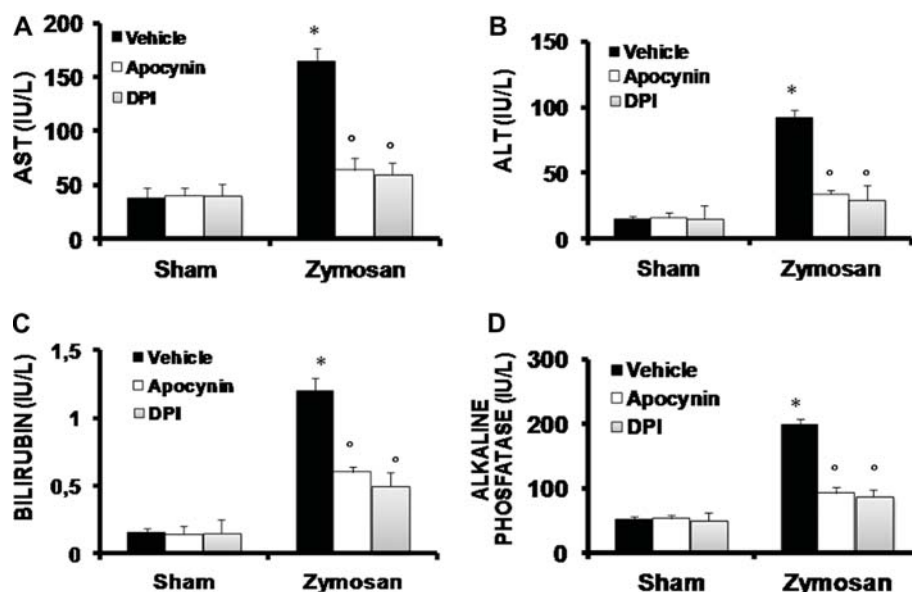 A
AST (IU/L)
200
150
100
50
0
Vehicle
Apocynin
DPI
*
° °
Sham Zymosan
B
ALT (IU/L)
150
100
50
0
Vehicle
Apocynin
DPI
*
° °
Sham Zymosan
C
BILIRUBIN (IU/L)
1,5
1
0,5
0
Vehicle
Apocynin
DPI
*
° °
Sham Zymosan
D
ALKALINE
PHOSFATASE (IU/L)
300
200
100
0
Vehicle
Apocynin
DPI
*
° °
Sham Zymosan